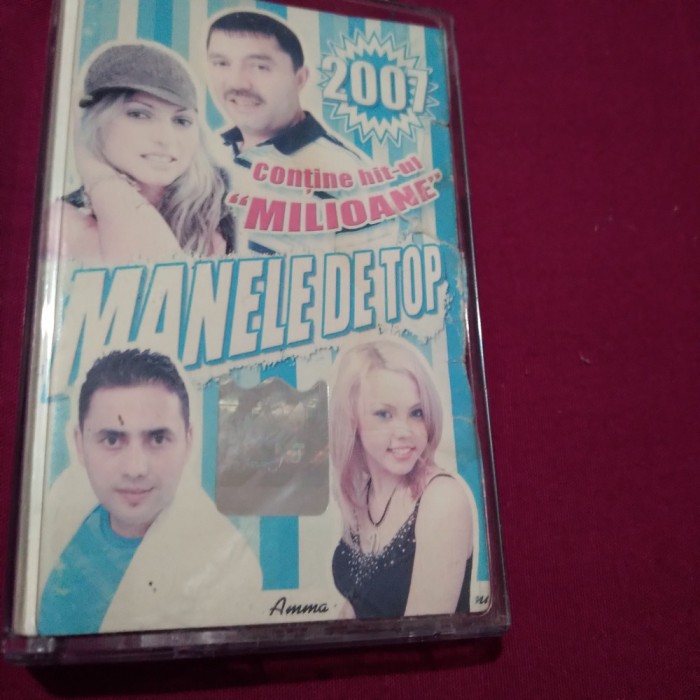 2007
Conține hit-ul
"MILIOANE"
MANELE DE TOP
Amma